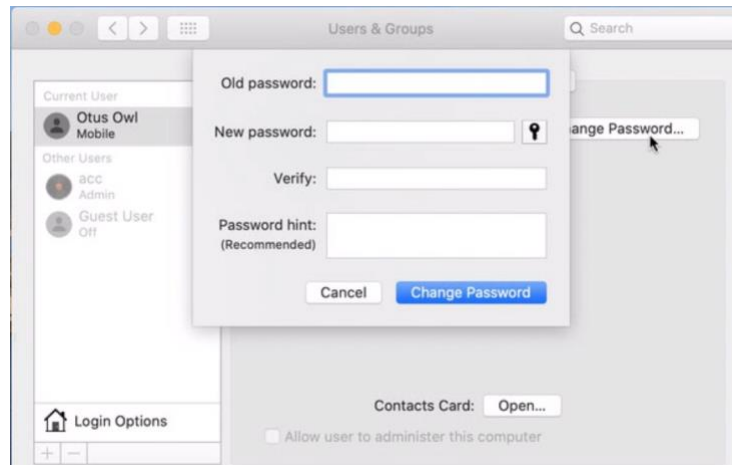 Users & Groups
Search
Old password:
Current User
Otus Owl
Mobile
New password:
ange Password...
Other Users
acc
Admin
Verify:
Guest User
Off
Password hint:
(Recommended)
Cancel
Change Password
Contacts Card:
Open...
Login Options
Allow user to administer this computer